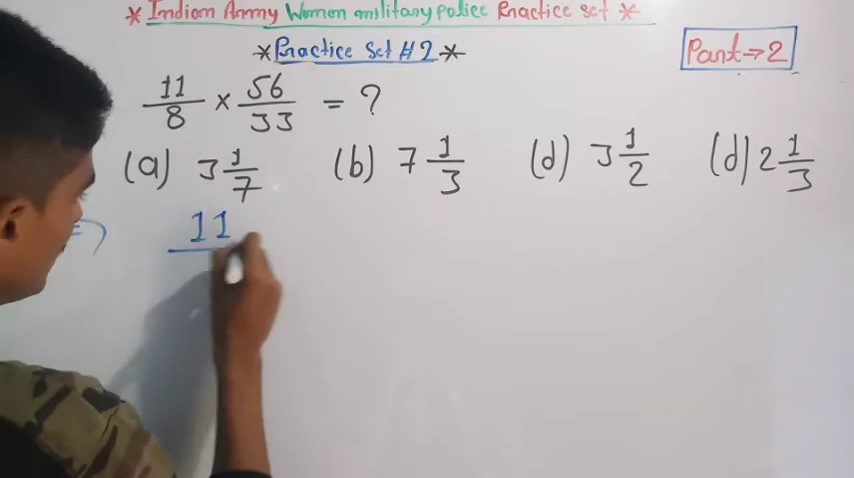 *Indian Army Women military police Practice set *
*Practice Set #2*
Part→2
11/8 × 56/33 = ?
(a) 3 1/7 (b) 7 1/3 (d) 3 1/2 (d) 2 1/3
⇒ 11